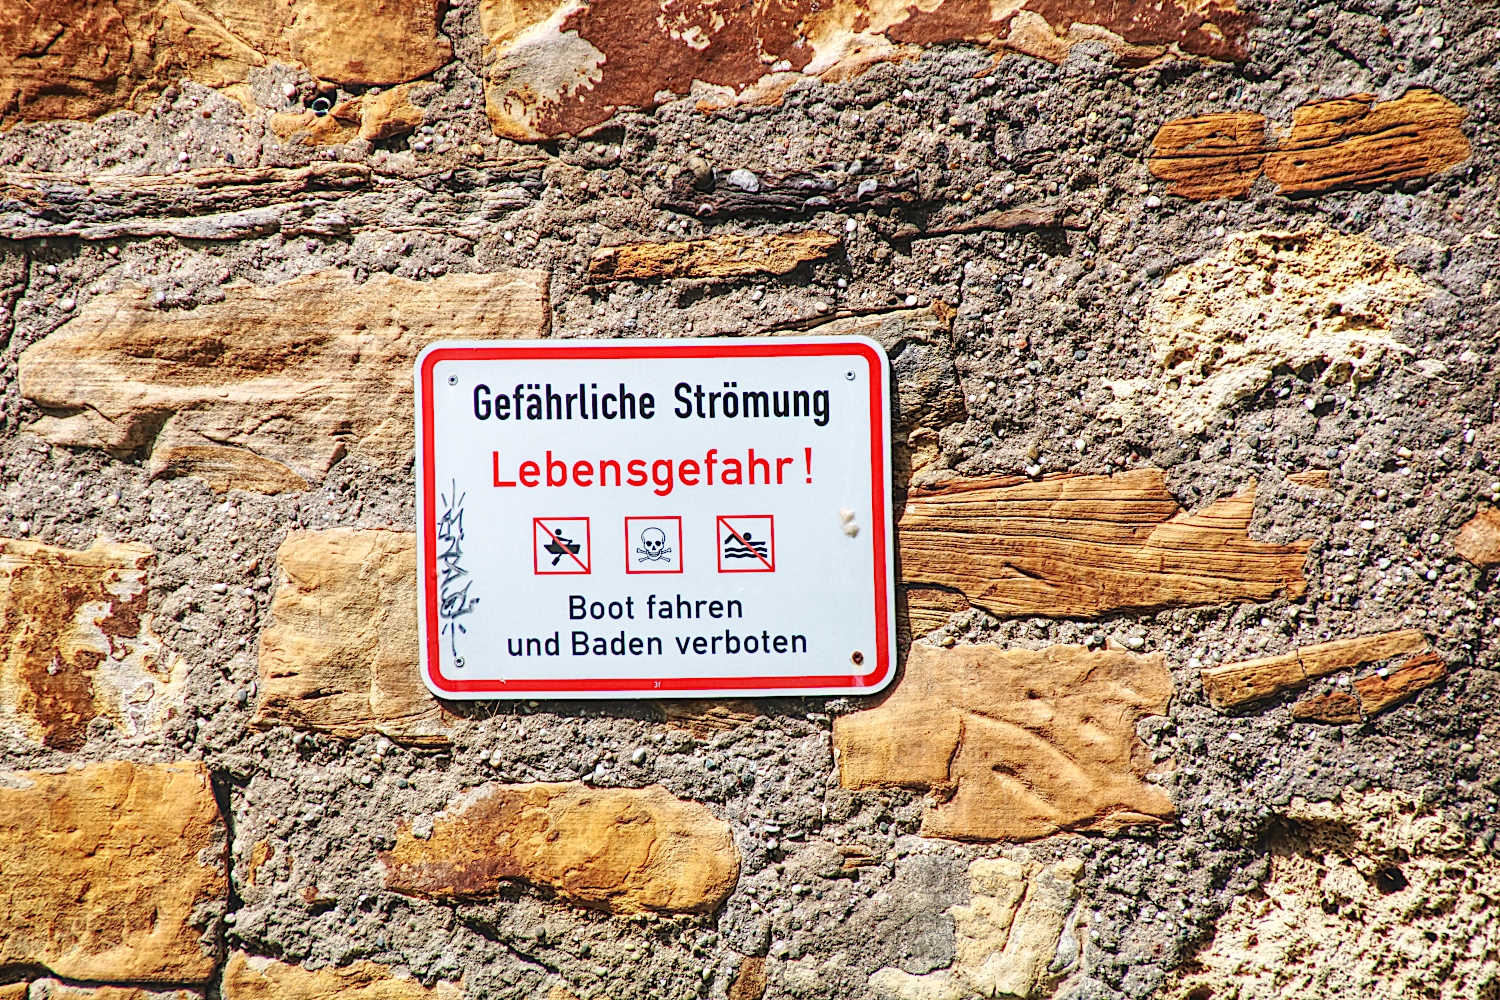 Gefährliche Strömung
Lebensgefahr!
Boot fahren
und Baden verboten